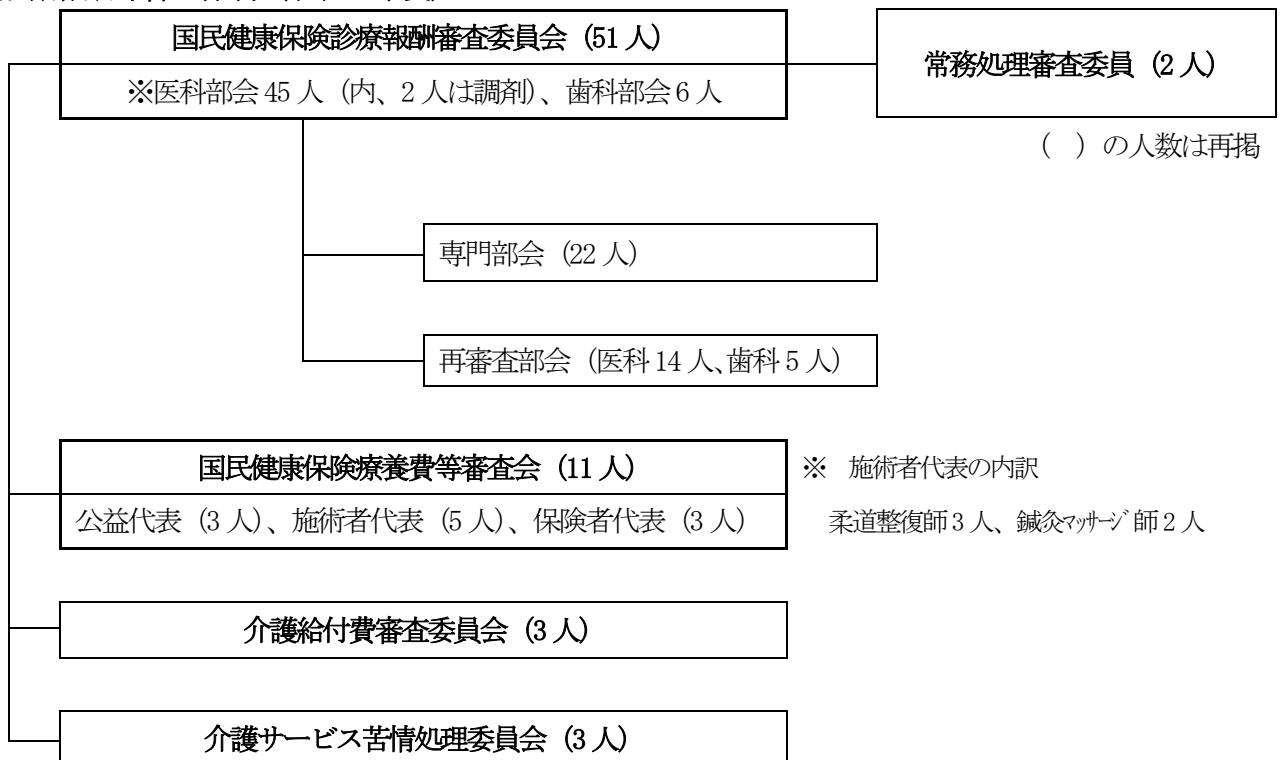 国民健康保険診療報酬審査委員会（51人）
※医科部会45人（内、2人は調剤）、歯科部会6人
常務処理審査委員（2人）
（　）の人数は再掲
専門部会（22人）
再審査部会（医科14人、歯科5人）
国民健康保険療養費等審査会（11人）
公益代表（3人）、施術者代表（5人）、保険者代表（3人）
※　施術者代表の内訳
柔道整復師3人、鍼灸ﾏｯｻｰｼﾞ師2人
介護給付費審査委員会（3人）
介護サービス苦情処理委員会（3人）